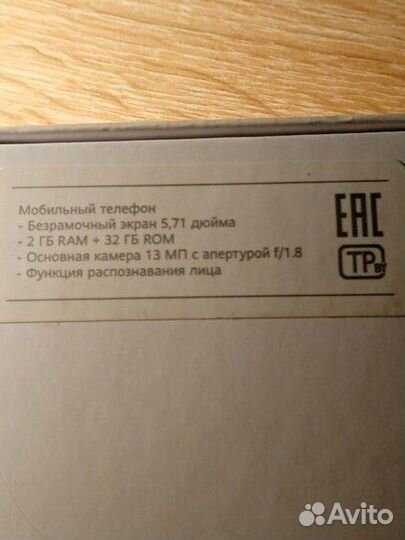 Мобильный телефон
- Безрамочный экран 5,71 дюйма
- 2 ГБ RAM + 32 ГБ ROM
- Основная камера 13 МП с апертурой f/1.8
- Функция распознавания лица
EAC
TP BY
Avito